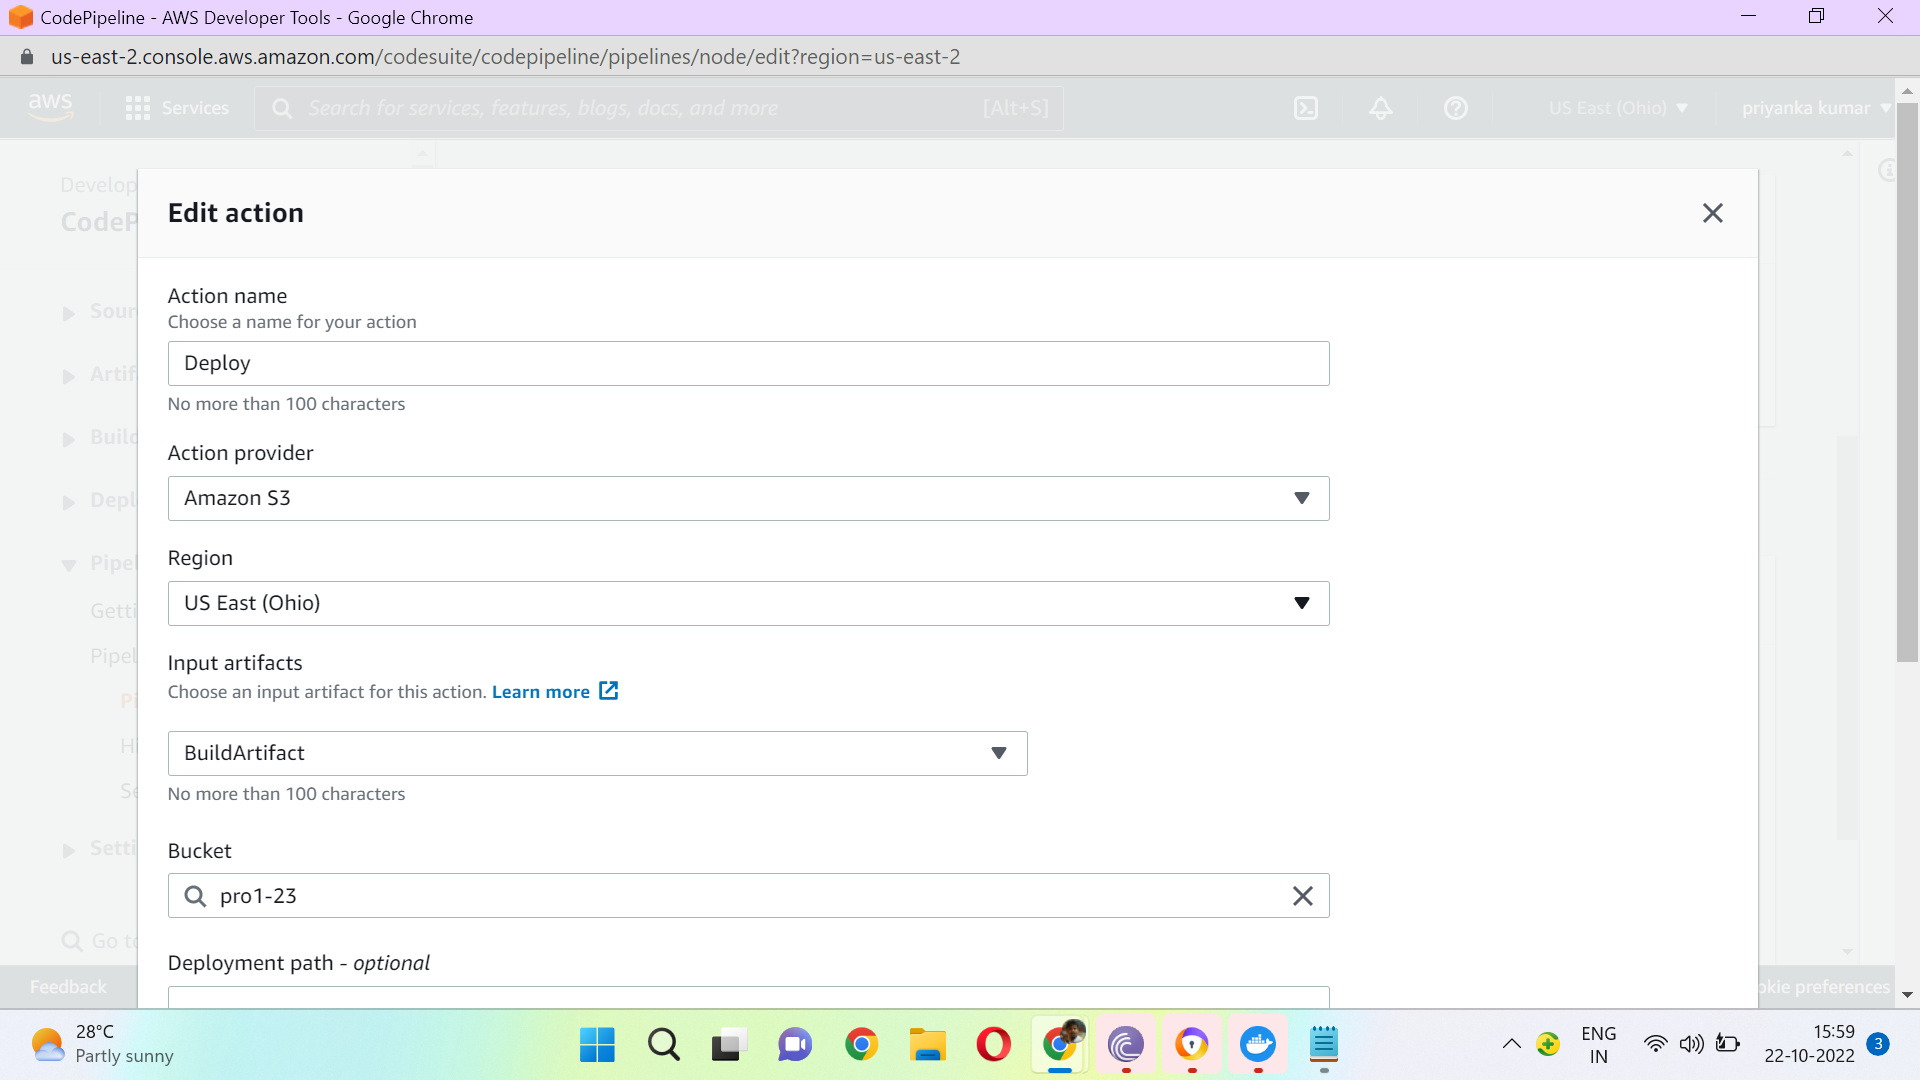 CodePipeline - AWS Developer Tools - Google Chrome
us-east-2.console.aws.amazon.com/codesuite/codepipeline/pipelines/node/edit?region=us-east-2
aws
Services
Search for services, features, blogs, docs, and more
[Alt+S]
US East (Ohio)
priyanka kumar
Develop
CodeP
Sour
Artif
Build
Depl
Pipel
Getti
Pipel
Pi
Hi
Se
Setti
Go to
Feedback
okie preferences
Edit action
Action name
Choose a name for your action
Deploy
No more than 100 characters
Action provider
Amazon S3
Region
US East (Ohio)
Input artifacts
Choose an input artifact for this action. Learn more
BuildArtifact
No more than 100 characters
Bucket
pro1-23
Deployment path - optional
28°C
Partly sunny
ENG
IN
15:59
22-10-2022
3